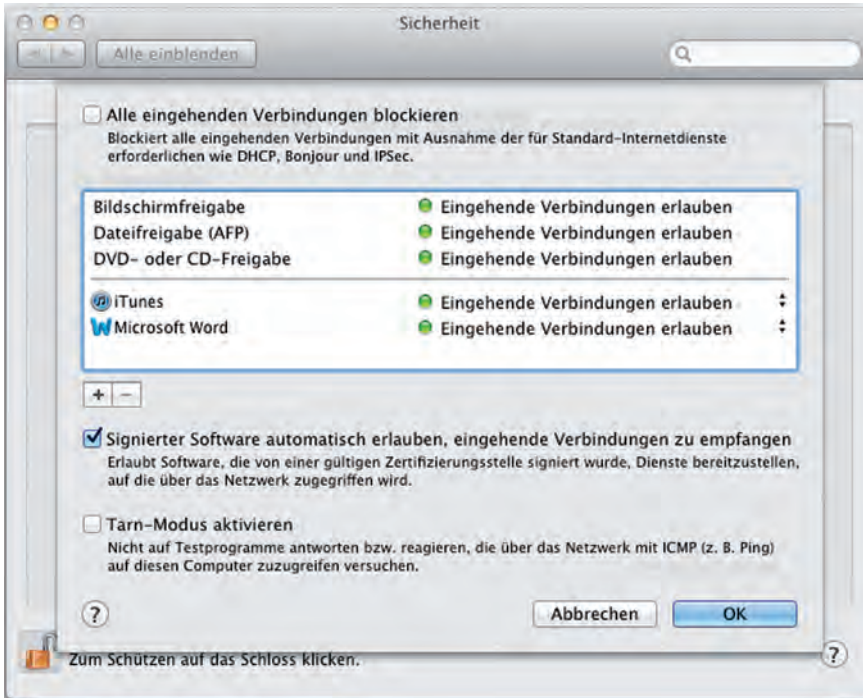 Sicherheit
Alle einblenden
Alle eingehenden Verbindungen blockieren
Blockiert alle eingehenden Verbindungen mit Ausnahme der für Standard-Internetdienste
erforderlichen wie DHCP, Bonjour und IPSec.
Bildschirmfreigabe Eingehende Verbindungen erlauben
Dateifreigabe (AFP) Eingehende Verbindungen erlauben
DVD- oder CD-Freigabe Eingehende Verbindungen erlauben
iTunes Eingehende Verbindungen erlauben
Microsoft Word Eingehende Verbindungen erlauben
+ −
Signierter Software automatisch erlauben, eingehende Verbindungen zu empfangen
Erlaubt Software, die von einer gültigen Zertifizierungsstelle signiert wurde, Dienste bereitzustellen,
auf die über das Netzwerk zugegriffen wird.
Tarn-Modus aktivieren
Nicht auf Testprogramme antworten bzw. reagieren, die über das Netzwerk mit ICMP (z. B. Ping)
auf diesen Computer zuzugreifen versuchen.
? Abbrechen OK
Zum Schützen auf das Schloss klicken. ?